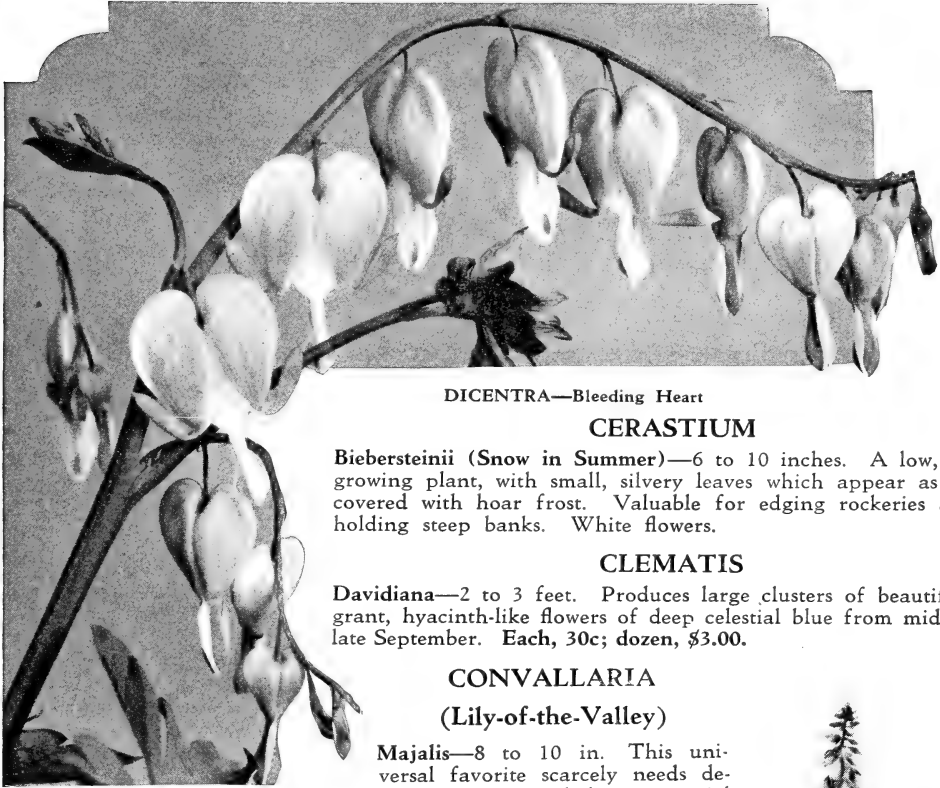 DICENTRA—Bleeding Heart
CERASTIUM
Biebersteinii (Snow in Summer)—6 to 10 inches. A low,
growing plant, with small, silvery leaves which appear as
covered with hoar frost. Valuable for edging rockeries
holding steep banks. White flowers.
CLEMATIS
Davidiana—2 to 3 feet. Produces large clusters of beautif
grant, hyacinth-like flowers of deep celestial blue from mid
late September. Each, 30c; dozen, $3.00.
CONVALLARIA
(Lily-of-the-Valley)
Majalis—8 to 10 in. This uni-
versal favorite scarcely needs de-